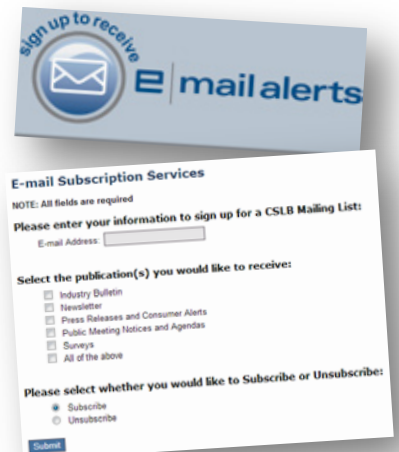 sign up to receive
E mail alerts
E-mail Subscription Services
NOTE: All fields are required
Please enter your information to sign up for a CSLB Mailing List:
E-mail Address:
Select the publication(s) you would like to receive:
Industry Bulletin
Newsletter
Press Releases and Consumer Alerts
Public Meeting Notices and Agendas
Surveys
All of the above
Please select whether you would like to Subscribe or Unsubscribe:
Subscribe
Unsubscribe
Submit